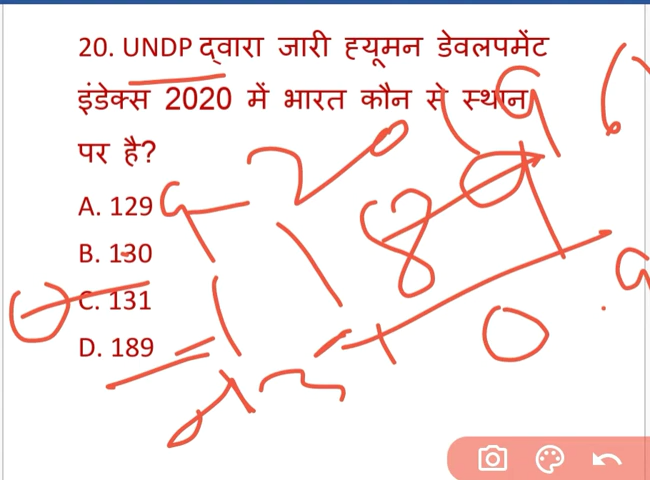 20. UNDP द्वारा जारी ह्यूमन डेवलपमेंट
इंडेक्स 2020 में भारत कौन से स्थान
पर है?
A. 129
B. 130
C. 131
D. 189